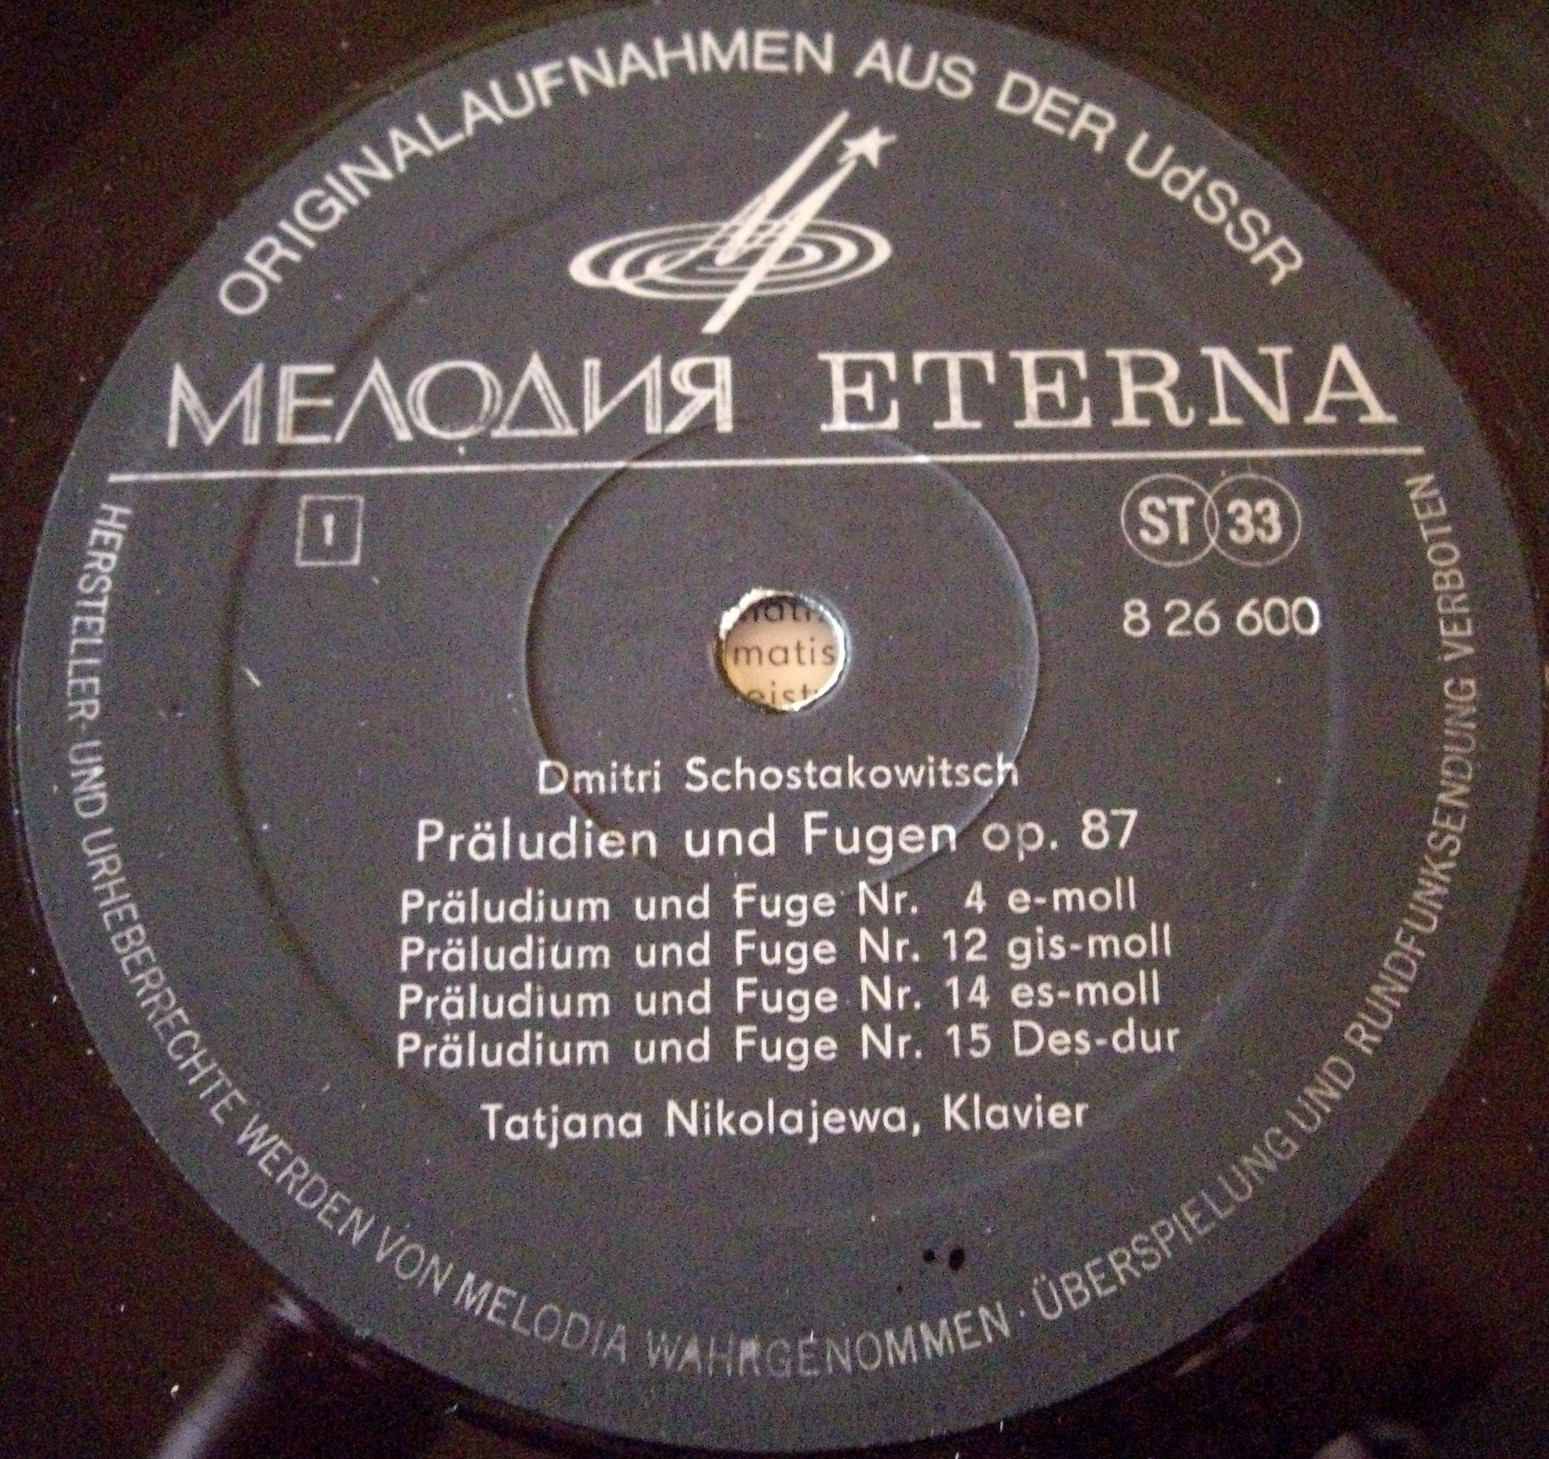 ORIGINALAUFNAHMEN AUS DER UdSSR
МЕЛОДИЯ ETERNA
1
ST 33
8 26 600
matis
Dmitri Schostakowitsch
Präludien und Fugen op. 87
Präludium und Fuge Nr. 4 e-moll
Präludium und Fuge Nr. 12 gis-moll
Präludium und Fuge Nr. 14 es-moll
Präludium und Fuge Nr. 15 Des-dur
Tatjana Nikolajewa, Klavier
HERSTELLER- UND URHEBERRECHTE WERDEN VON MELODIA WAHRGENOMMEN · ÜBERSPIELUNG UND RUNDFUNKSENDUNG VERBOTEN